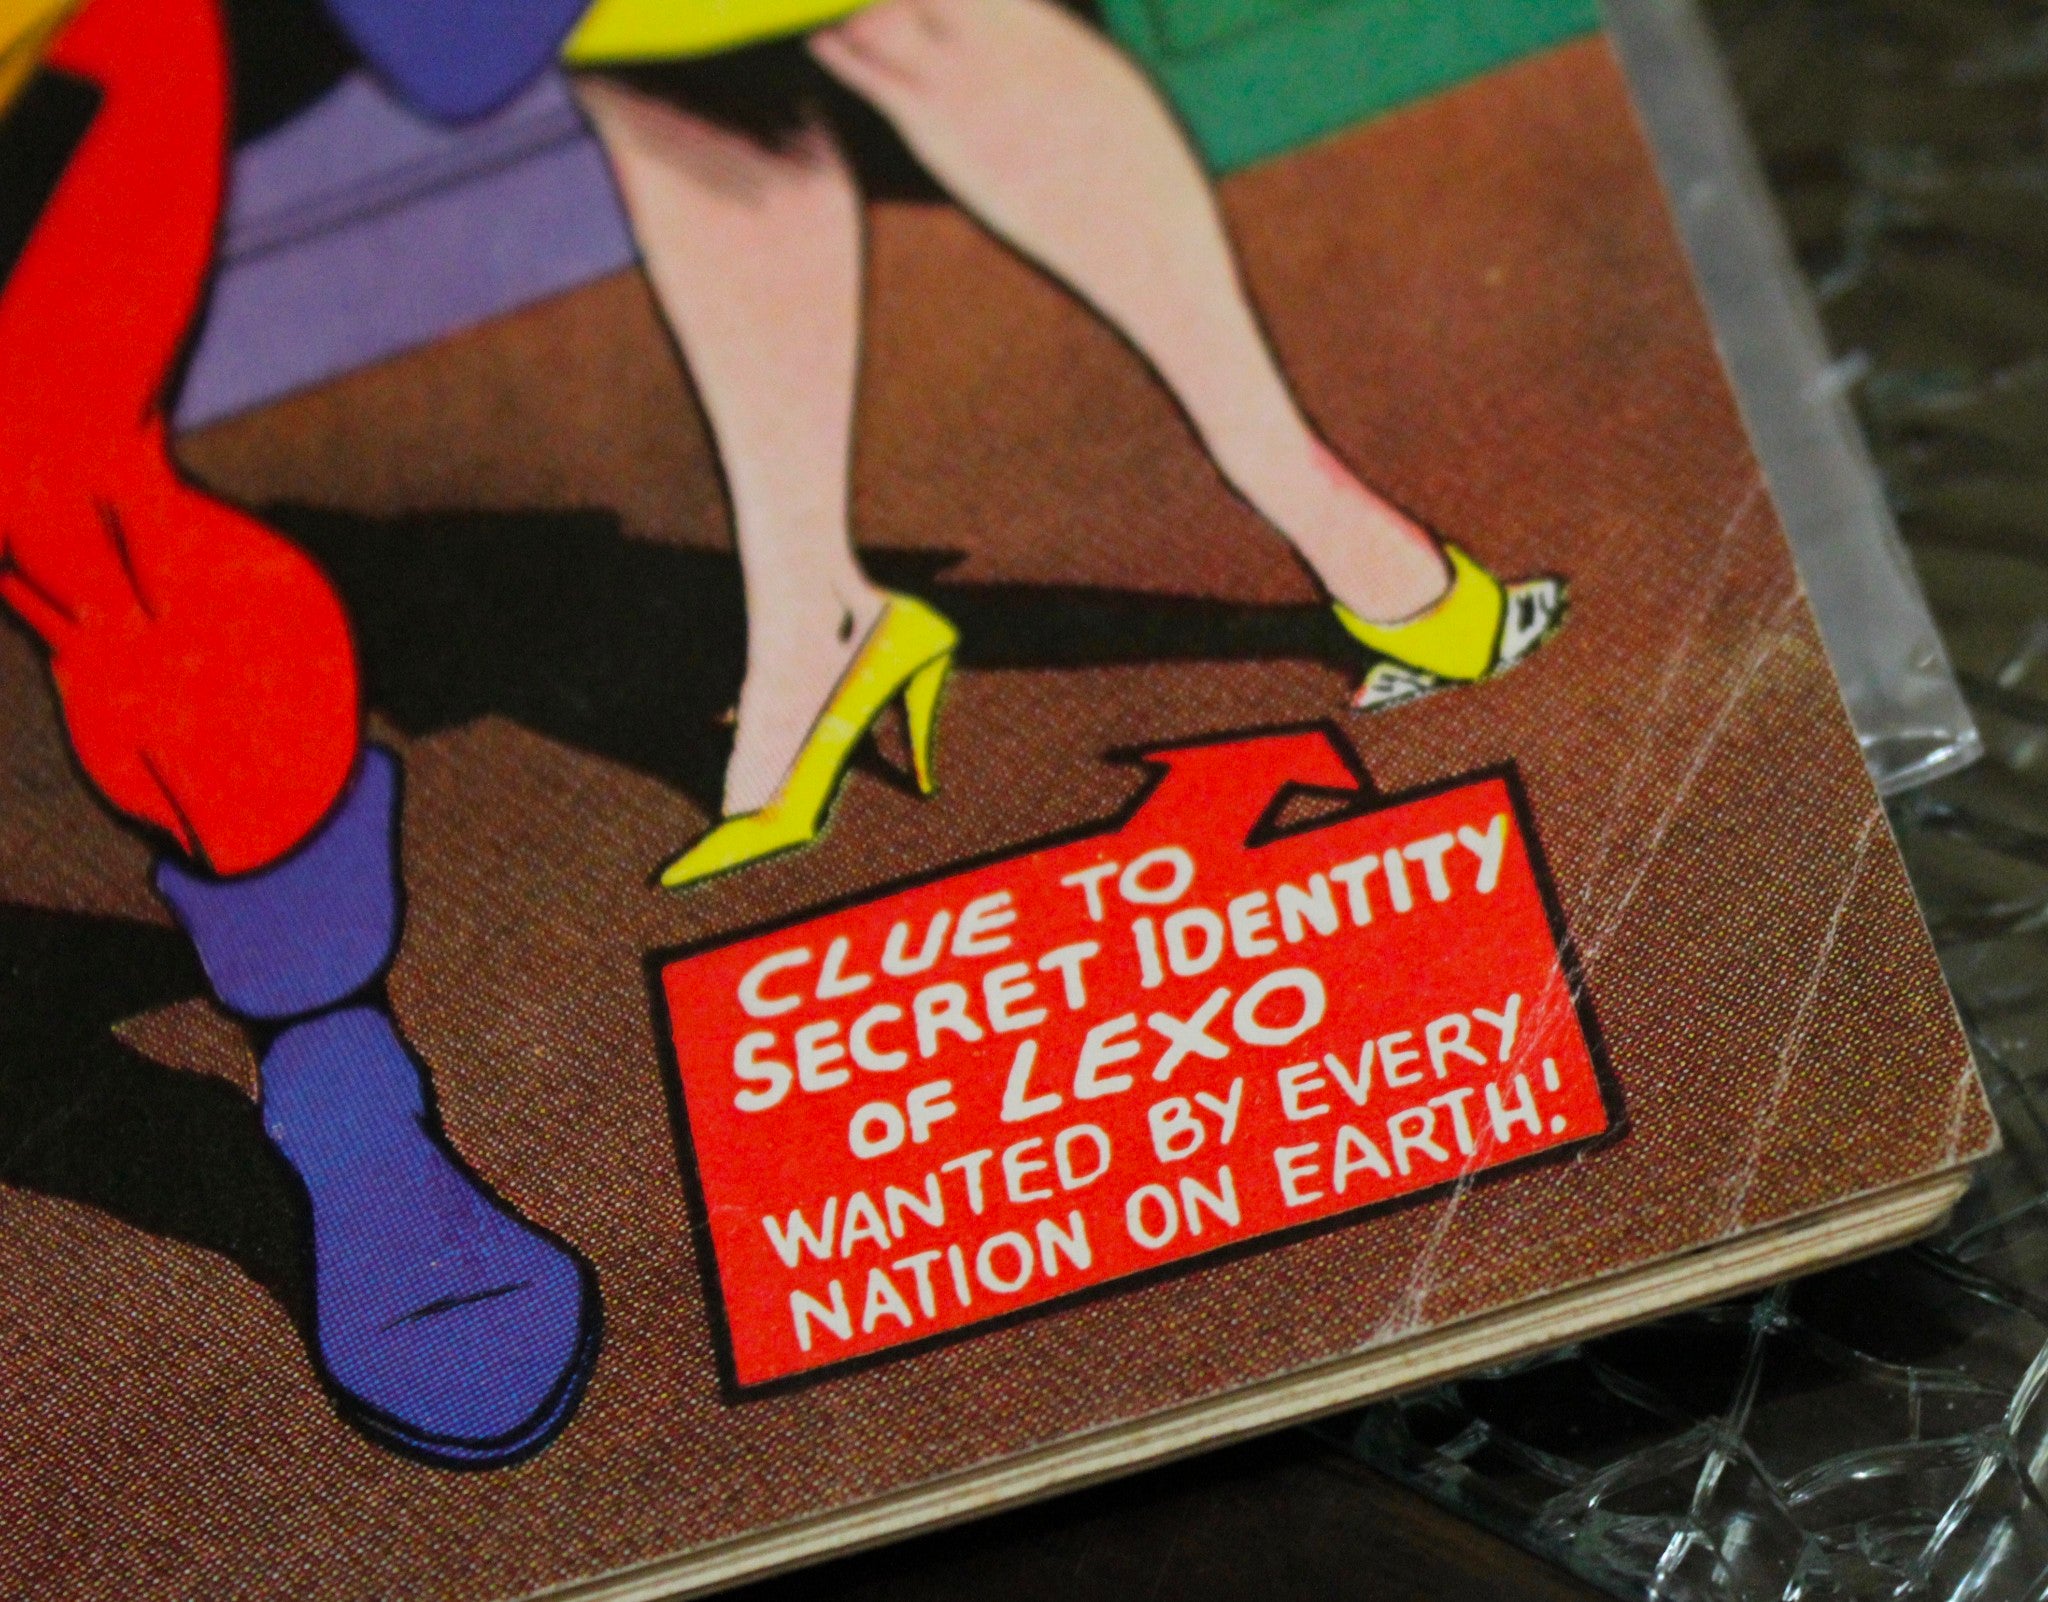 CLUE TO
SECRET IDENTITY
OF LEXO
WANTED BY EVERY
NATION ON EARTH!